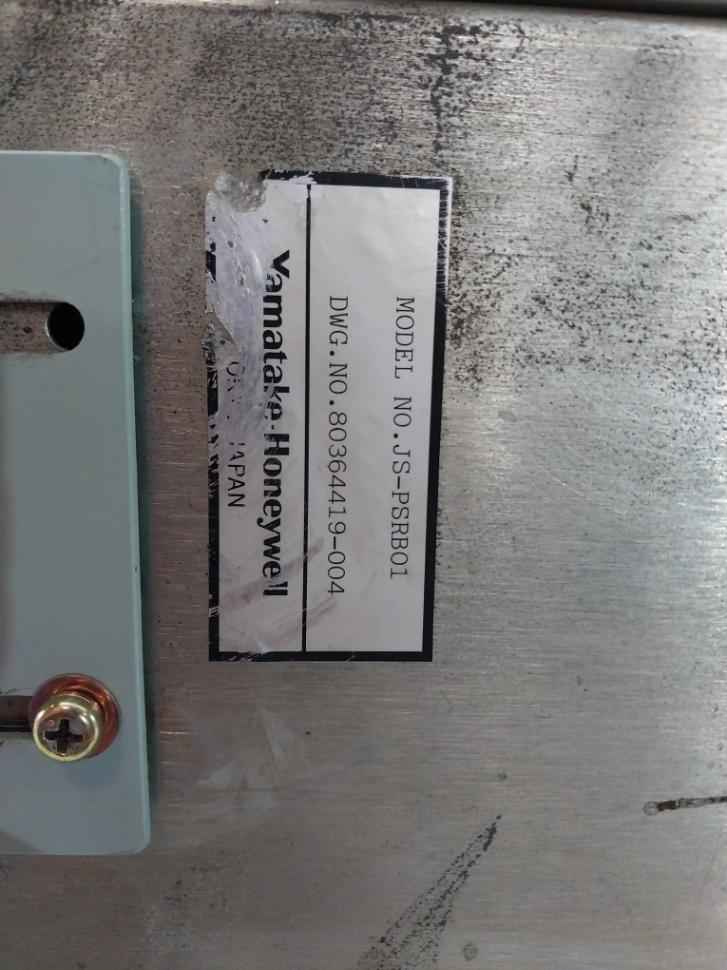 MODEL NO.JS-PSRB01
DWG.NO.80364419-004
Yamatake-Honeywell
JAPAN